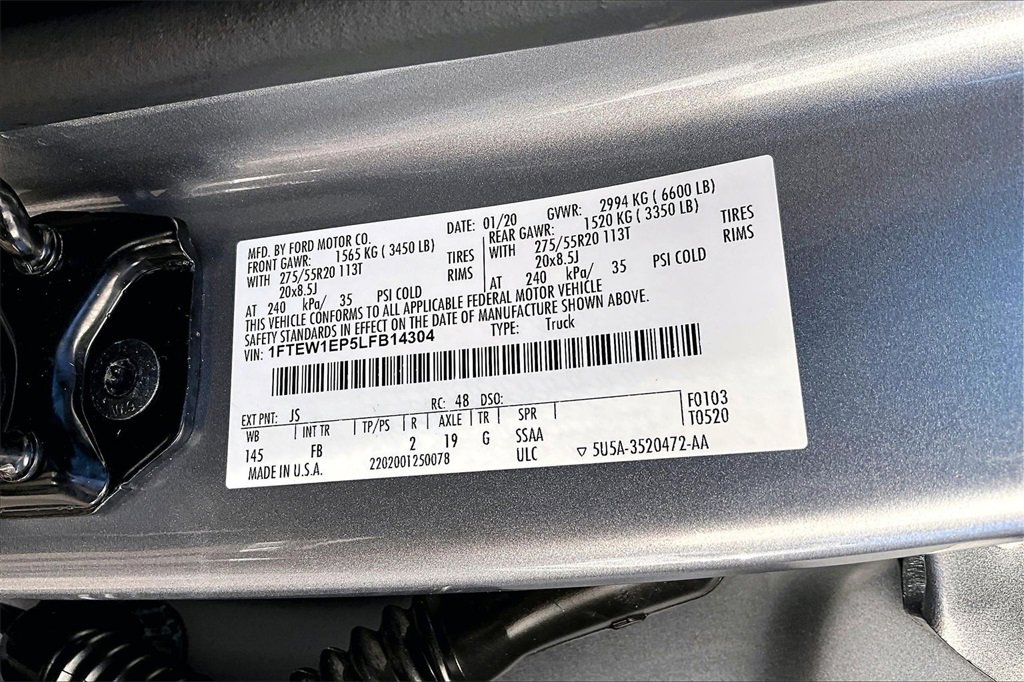 MFD. BY FORD MOTOR CO. DATE: 01/20 GVWR: 2994 KG ( 6600 LB)
FRONT GAWR: 1565 KG ( 3450 LB) REAR GAWR: 1520 KG ( 3350 LB)
WITH 275/55R20 113T TIRES WITH 275/55R20 113T TIRES
20x8.5J RIMS 20x8.5J RIMS
AT 240 kPa/ 35 PSI COLD AT 240 kPa/ 35 PSI COLD
THIS VEHICLE CONFORMS TO ALL APPLICABLE FEDERAL MOTOR VEHICLE
SAFETY STANDARDS IN EFFECT ON THE DATE OF MANUFACTURE SHOWN ABOVE.
VIN: 1FTEW1EP5LFB14304 TYPE: Truck
EXT PNT: JS RC: 48 DSO: F0103
WB INT TR TP/PS R AXLE TR SPR T0520
145 FB 2 19 G SSAA
MADE IN U.S.A. 2202001250078 ULC ▽ 5U5A-3520472-AA